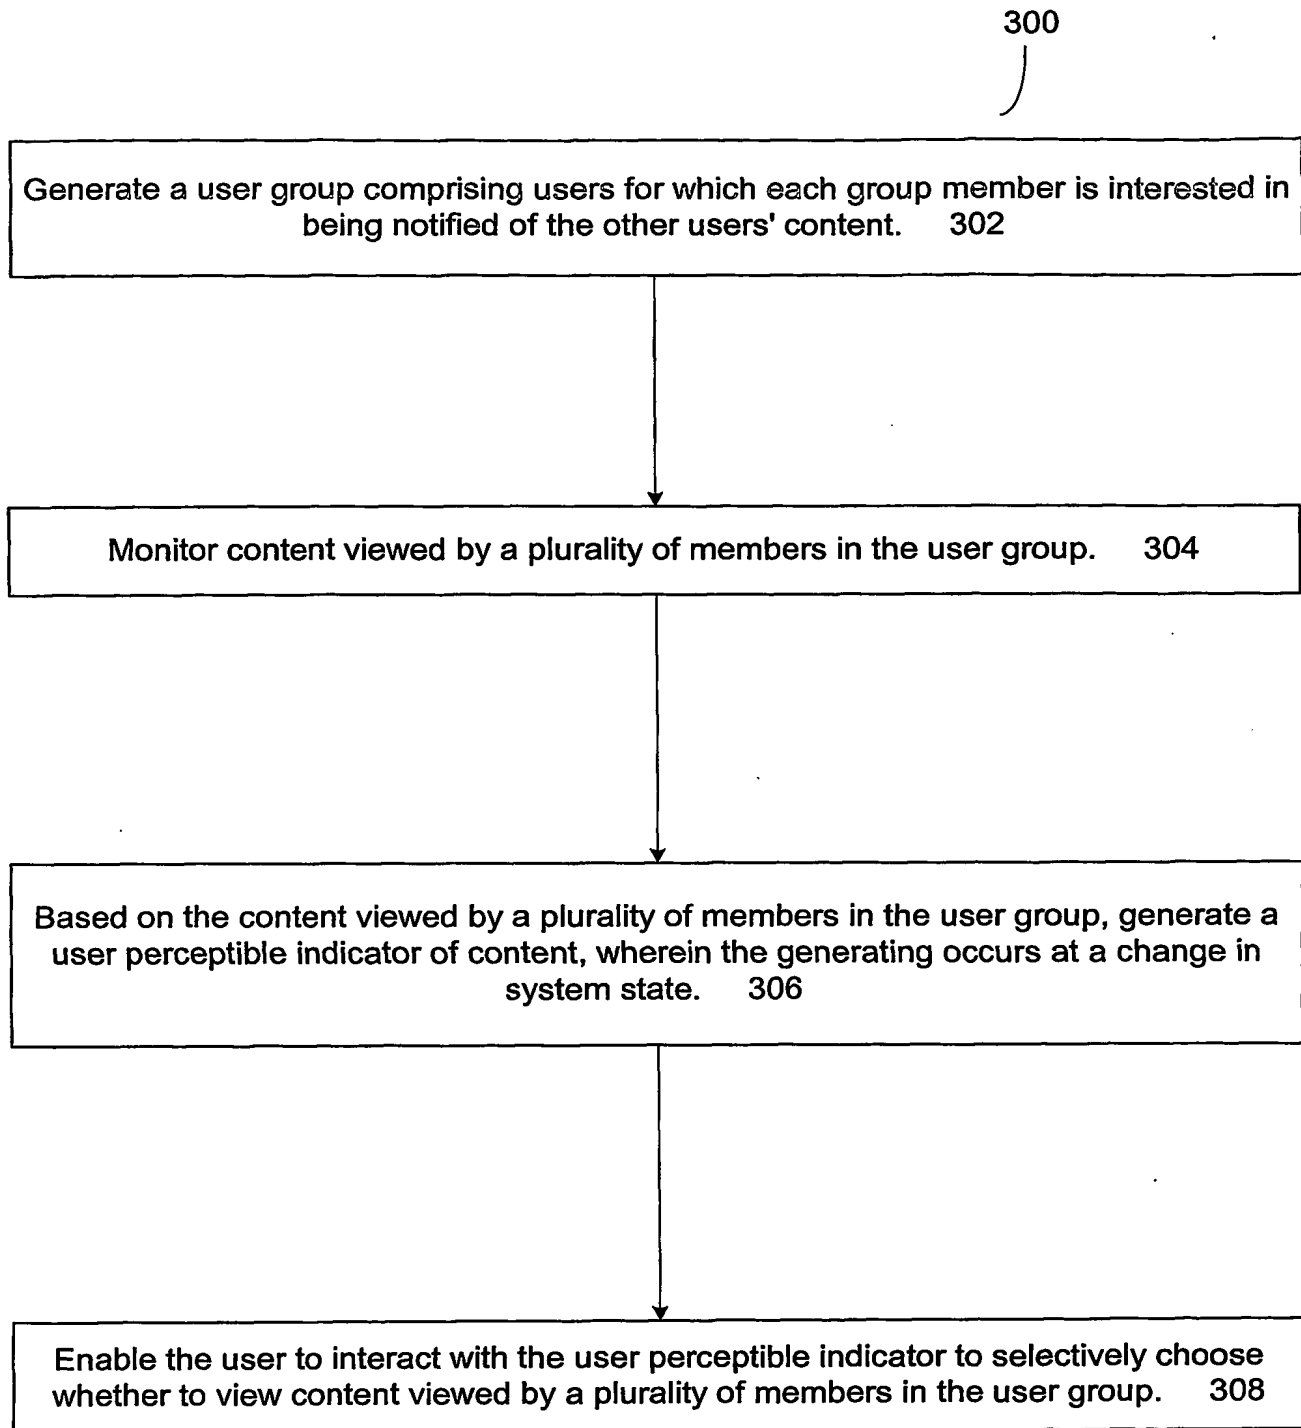 300
Generate a user group comprising users for which each group member is interested in
being notified of the other users' content. 302
Monitor content viewed by a plurality of members in the user group. 304
Based on the content viewed by a plurality of members in the user group, generate a
user perceptible indicator of content, wherein the generating occurs at a change in
system state. 306
Enable the user to interact with the user perceptible indicator to selectively choose
whether to view content viewed by a plurality of members in the user group. 308